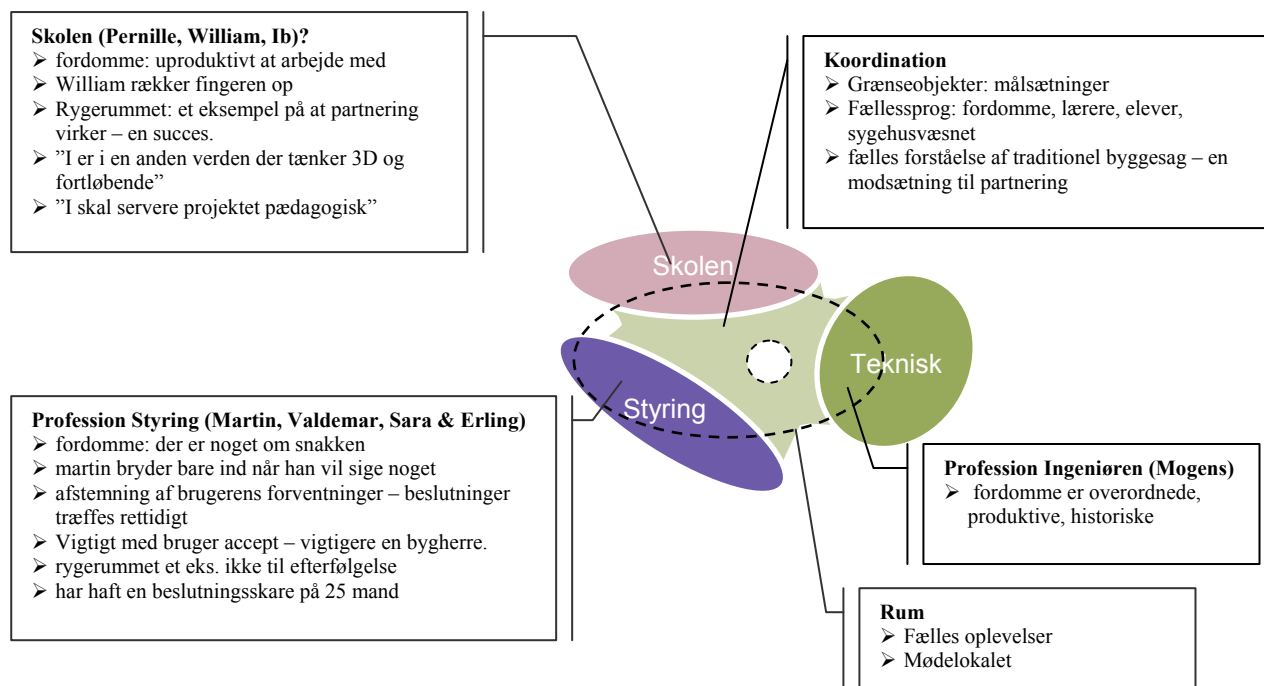 Skolen (Pernille, William, Ib)?
➢ fordomme: uproduktivt at arbejde med
➢ William rækker fingeren op
➢ Rygerummet: et eksempel på at partnering
virker – en succes.
➢ ”I er i en anden verden der tænker 3D og
fortløbende”
➢ ”I skal servere projektet pædagogisk”
Koordination
➢ Grænseobjekter: målsætninger
➢ Fællessprog: fordomme, lærere, elever,
sygehusvæsnet
➢ fælles forståelse af traditionel byggesag – en
modsætning til partnering
Skolen
Teknisk
Styring
Profession Styring (Martin, Valdemar, Sara & Erling)
➢ fordomme: der er noget om snakken
➢ martin bryder bare ind når han vil sige noget
➢ afstemning af brugerens forventninger – beslutninger
træffes rettidigt
➢ Vigtigt med bruger accept – vigtigere en bygherre.
➢ rygerummet et eks. ikke til efterfølgelse
➢ har haft en beslutningsskare på 25 mand
Profession Ingeniøren (Mogens)
➢ fordomme er overordnede,
produktive, historiske
Rum
➢ Fælles oplevelser
➢ Mødelokalet